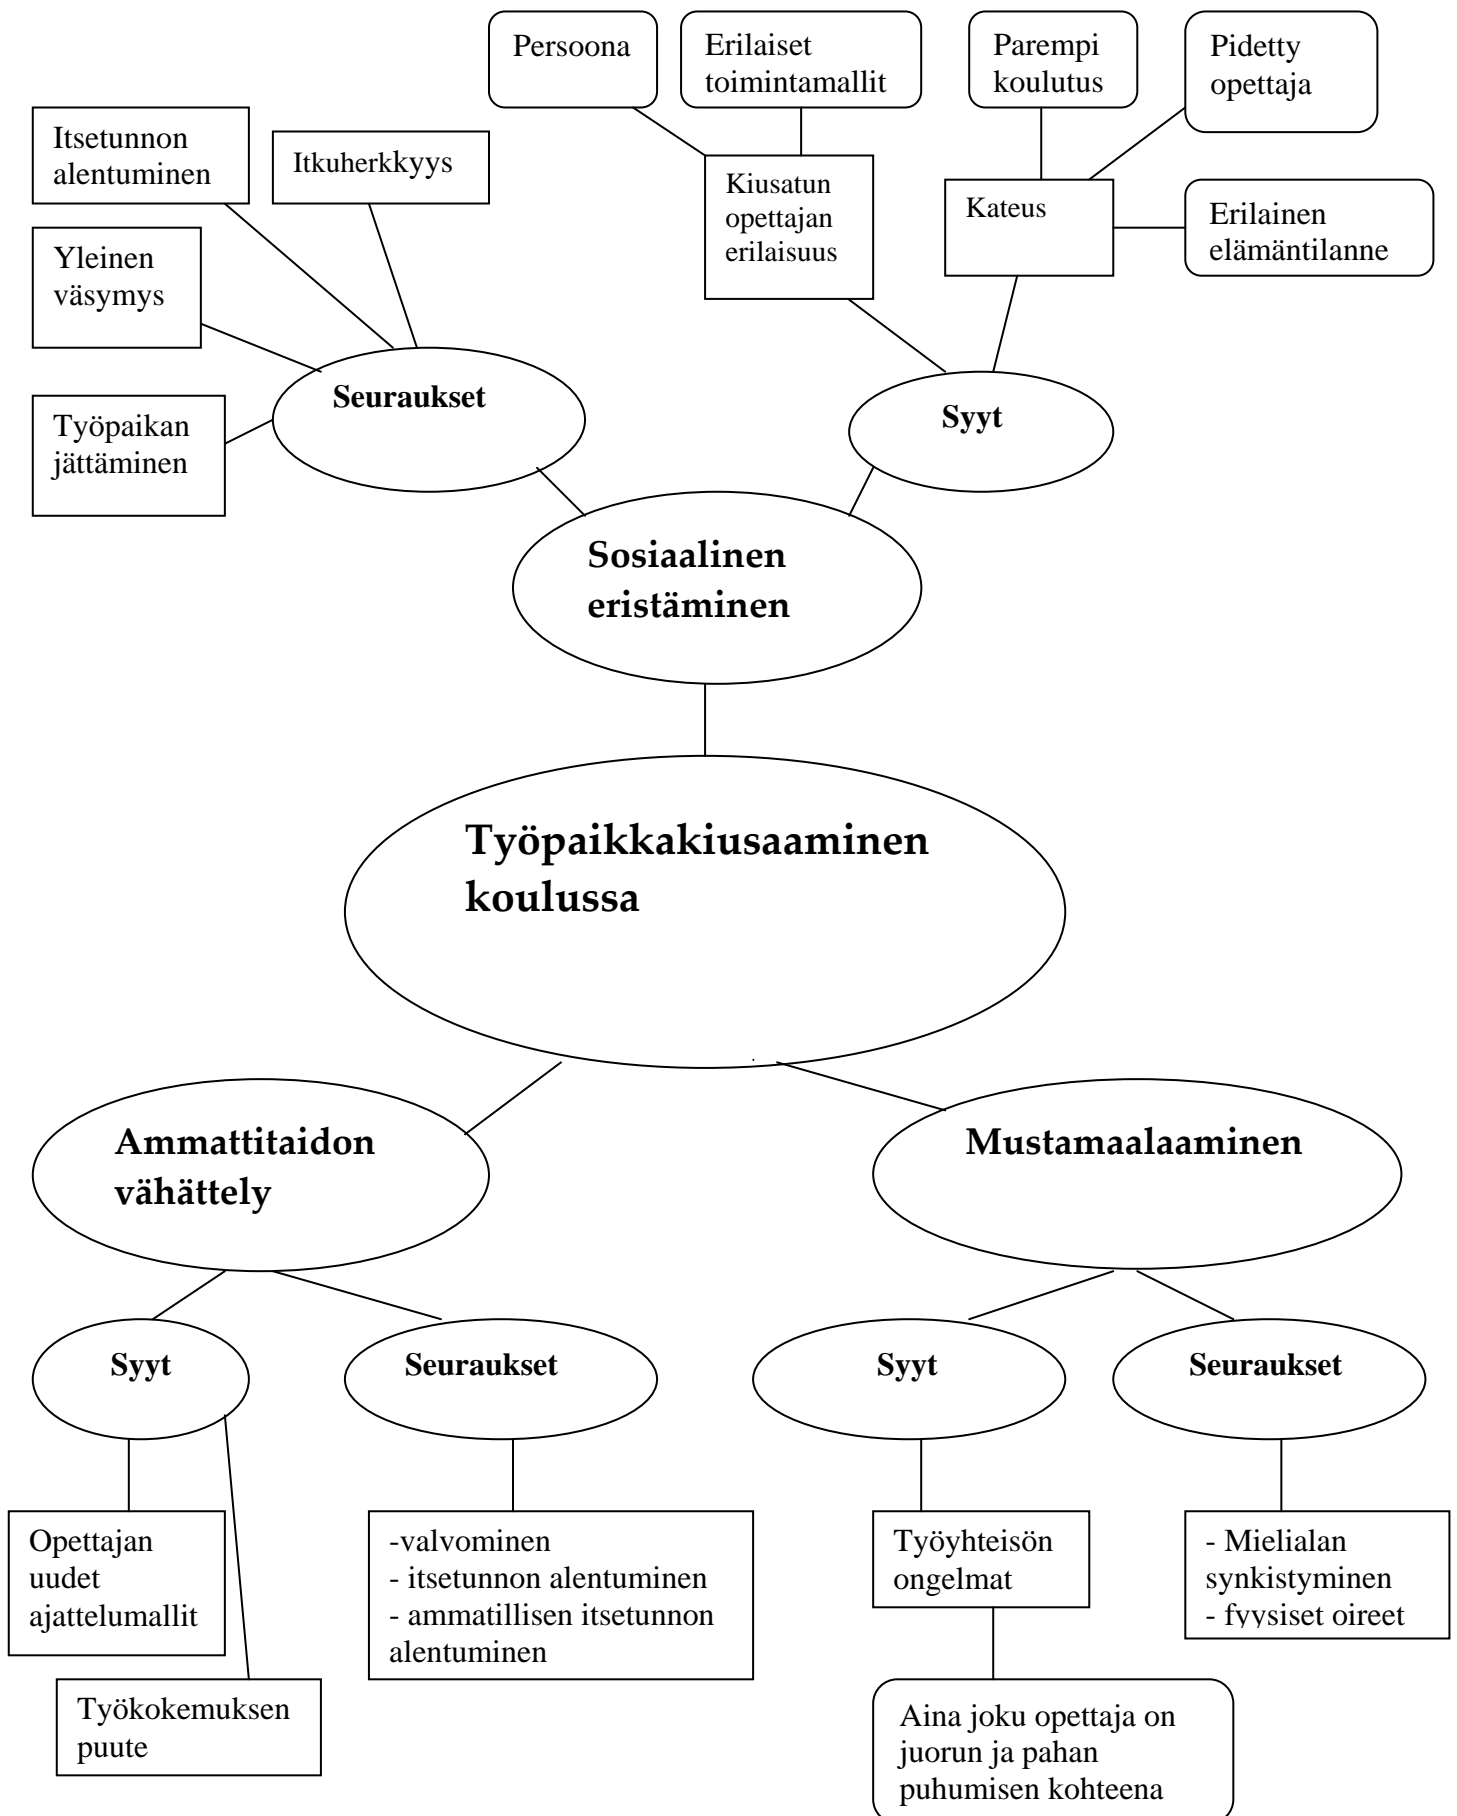 Persoona
Erilaiset
toimintamallit
Parempi
koulutus
Pidetty
opettaja
Itsetunnon
alentuminen
Itkuherkkyys
Kiusatun
opettajan
erilaisuus
Kateus
Erilainen
elämäntilanne
Yleinen
väsymys
Seuraukset
Syyt
Työpaikan
jättäminen
Sosiaalinen
eristäminen
Työpaikkakiusaaminen
koulussa
Ammattitaidon
vähättely
Mustamaalaaminen
Syyt
Seuraukset
Syyt
Seuraukset
Opettajan
uudet
ajattelumallit
-valvominen
- itsetunnon alentuminen
- ammatillisen itsetunnon
alentuminen
Työyhteisön
ongelmat
- Mielialan
synkistyminen
- fyysiset oireet
Työkokemuksen
puute
Aina joku opettaja on
juorun ja pahan
puhumisen kohteena